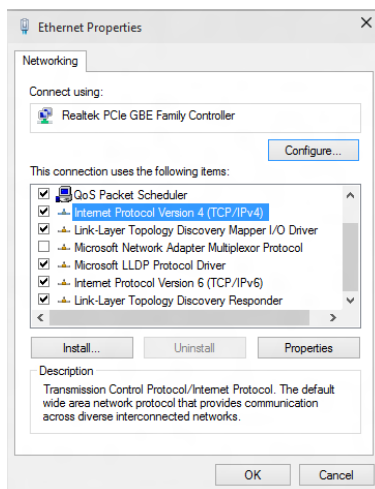 Ethernet Properties
Networking
Connect using:
Realtek PCIe GBE Family Controller
Configure...
This connection uses the following items:
QoS Packet Scheduler
Internet Protocol Version 4 (TCP/IPv4)
Link-Layer Topology Discovery Mapper I/O Driver
Microsoft Network Adapter Multiplexor Protocol
Microsoft LLDP Protocol Driver
Internet Protocol Version 6 (TCP/IPv6)
Link-Layer Topology Discovery Responder
Install... Uninstall Properties
Description
Transmission Control Protocol/Internet Protocol. The default
wide area network protocol that provides communication
across diverse interconnected networks.
OK Cancel